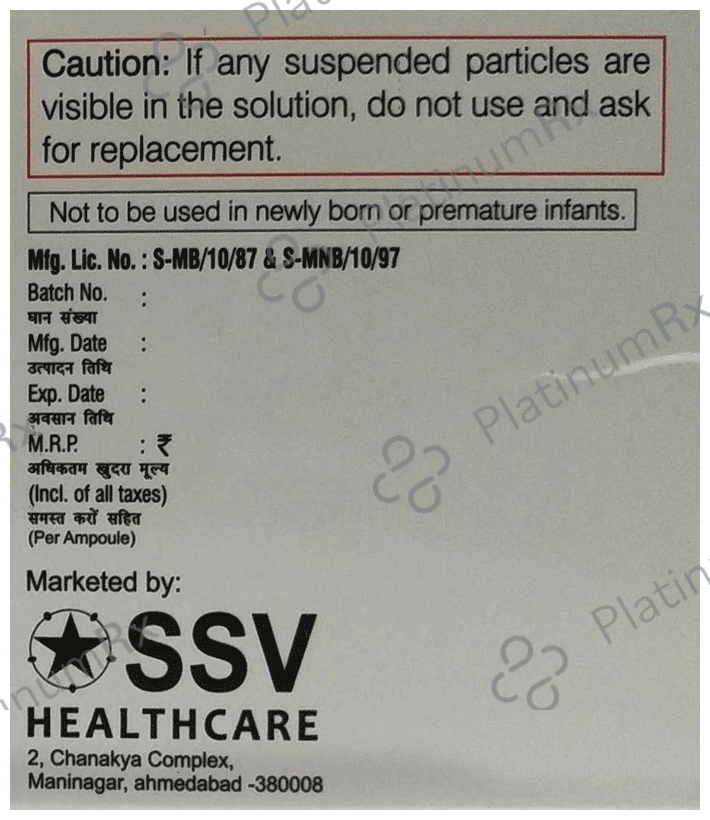 Caution: If any suspended particles are
visible in the solution, do not use and ask
for replacement.
Not to be used in newly born or premature infants.
Mfg. Lic. No. : S-MB/10/87 & S-MNB/10/97
Batch No. :
घान संख्या
Mfg. Date :
उत्पादन तिथि
Exp. Date :
अवसान तिथि
M.R.P. : ₹
अधिकतम खुदरा मूल्य
(Incl. of all taxes)
समस्त करों सहित
(Per Ampoule)
Marketed by:
SSV
HEALTHCARE
2, Chanakya Complex,
Maninagar, ahmedabad -380008
PlatinumRx
PlatinumRx
PlatinumRx
Platinum
Rx
inumRx